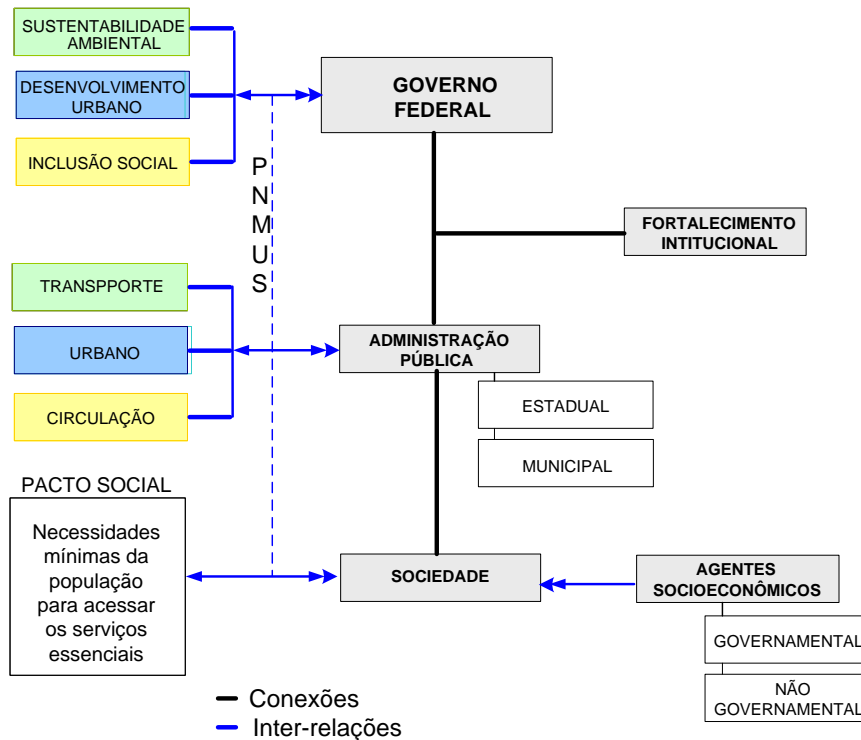 SUSTENTABILIDADE
AMBIENTAL
DESENVOLVIMENTO
URBANO
INCLUSÃO SOCIAL
GOVERNO
FEDERAL
P
N
M
U
S
FORTALECIMENTO
INTITUCIONAL
TRANSPPORTE
URBANO
CIRCULAÇÃO
ADMINISTRAÇÃO
PÚBLICA
ESTADUAL
MUNICIPAL
PACTO SOCIAL
Necessidades
mínimas da
população
para acessar
os serviços
essenciais
SOCIEDADE
AGENTES
SOCIOECONÔMICOS
GOVERNAMENTAL
NÃO
GOVERNAMENTAL
Conexões
Inter-relações